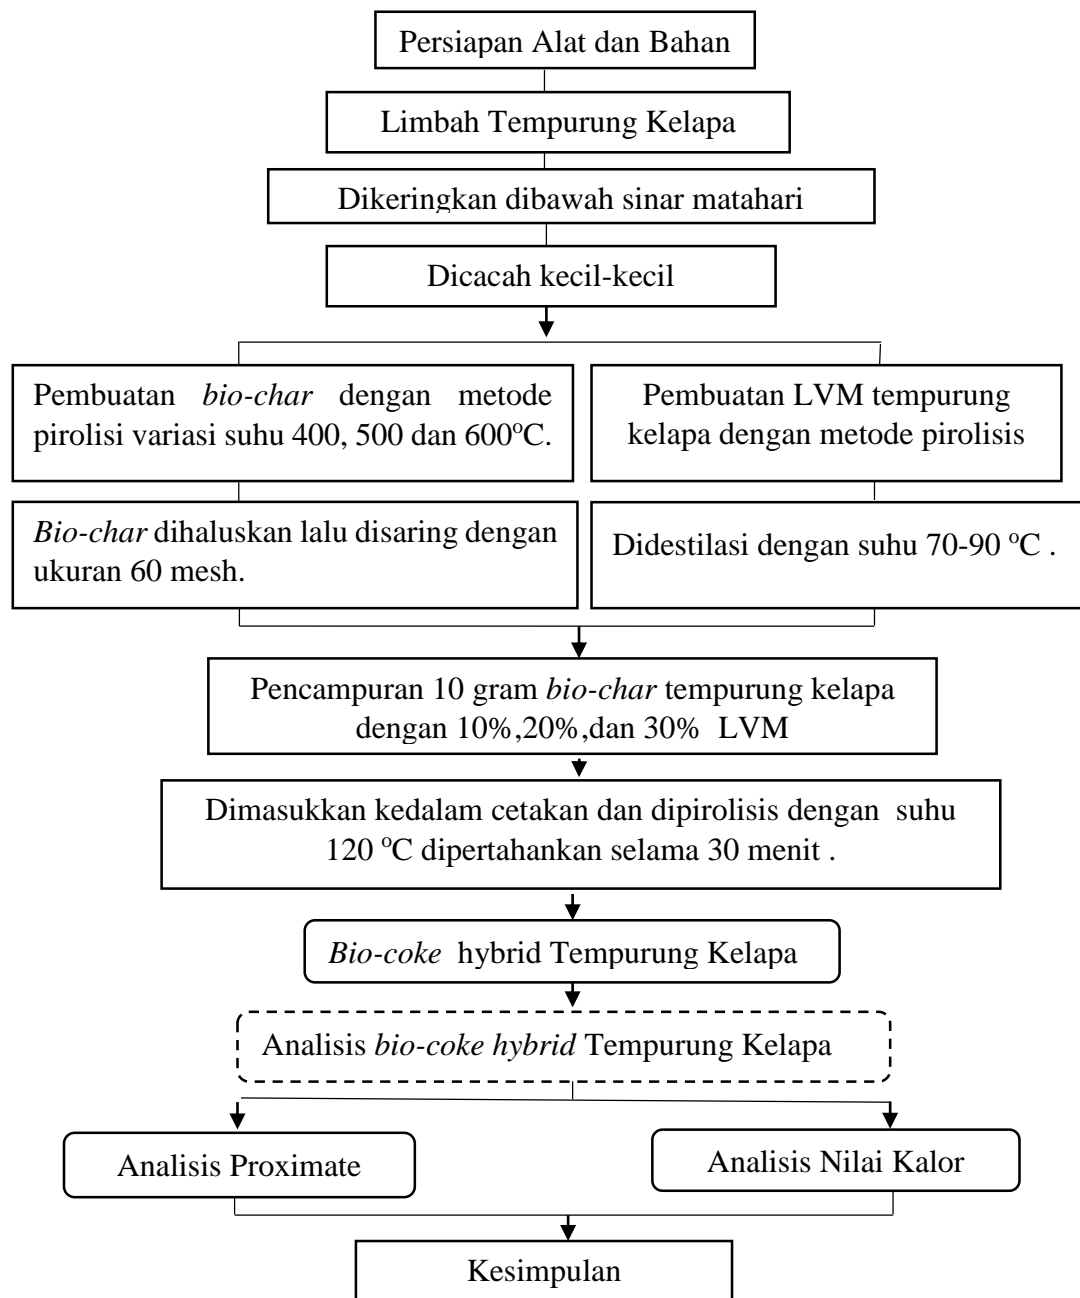 Persiapan Alat dan Bahan
Limbah Tempurung Kelapa
Dikeringkan dibawah sinar matahari
Dicacah kecil-kecil
Pembuatan bio-char dengan metode
pirolisi variasi suhu 400, 500 dan 600°C.
Pembuatan LVM tempurung
kelapa dengan metode pirolisis
Bio-char dihaluskan lalu disaring dengan
ukuran 60 mesh.
Didestilasi dengan suhu 70-90 °C .
Pencampuran 10 gram bio-char tempurung kelapa
dengan 10%,20%,dan 30% LVM
Dimasukkan kedalam cetakan dan dipirolisis dengan suhu
120 °C dipertahankan selama 30 menit .
Bio-coke hybrid Tempurung Kelapa
Analisis bio-coke hybrid Tempurung Kelapa
Analisis Proximate
Analisis Nilai Kalor
Kesimpulan